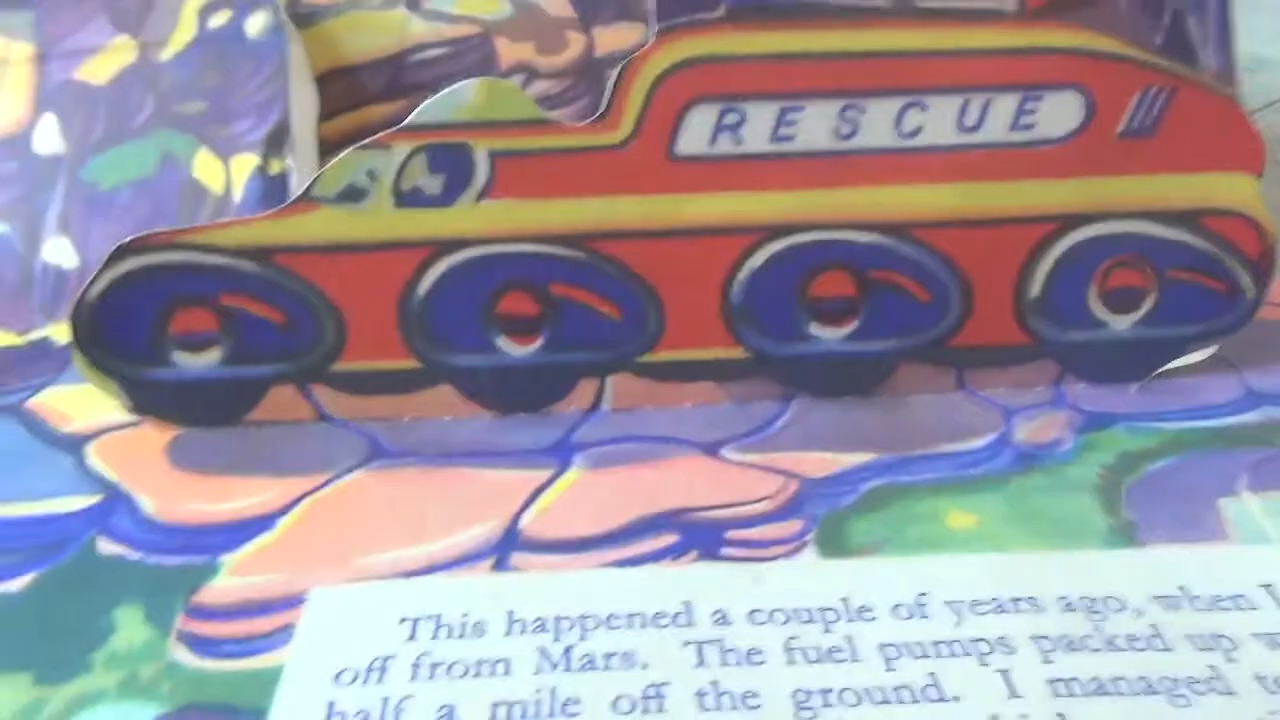 RESCUE
This happened a couple of years ago, when I
off from Mars. The fuel pumps packed up
half a mile off the ground. I managed